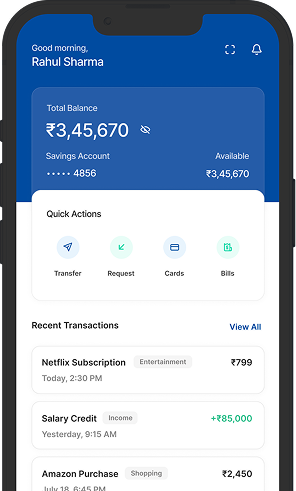 Good morning,
Rahul Sharma
Total Balance
₹3,45,670
Savings Account Available
••••• 4856 ₹3,45,670
Quick Actions
Transfer Request Cards Bills
Recent Transactions View All
Netflix Subscription Entertainment ₹799
Today, 2:30 PM
Salary Credit Income +₹85,000
Yesterday, 9:15 AM
Amazon Purchase Shopping ₹2,450
July 18, 6:45 PM